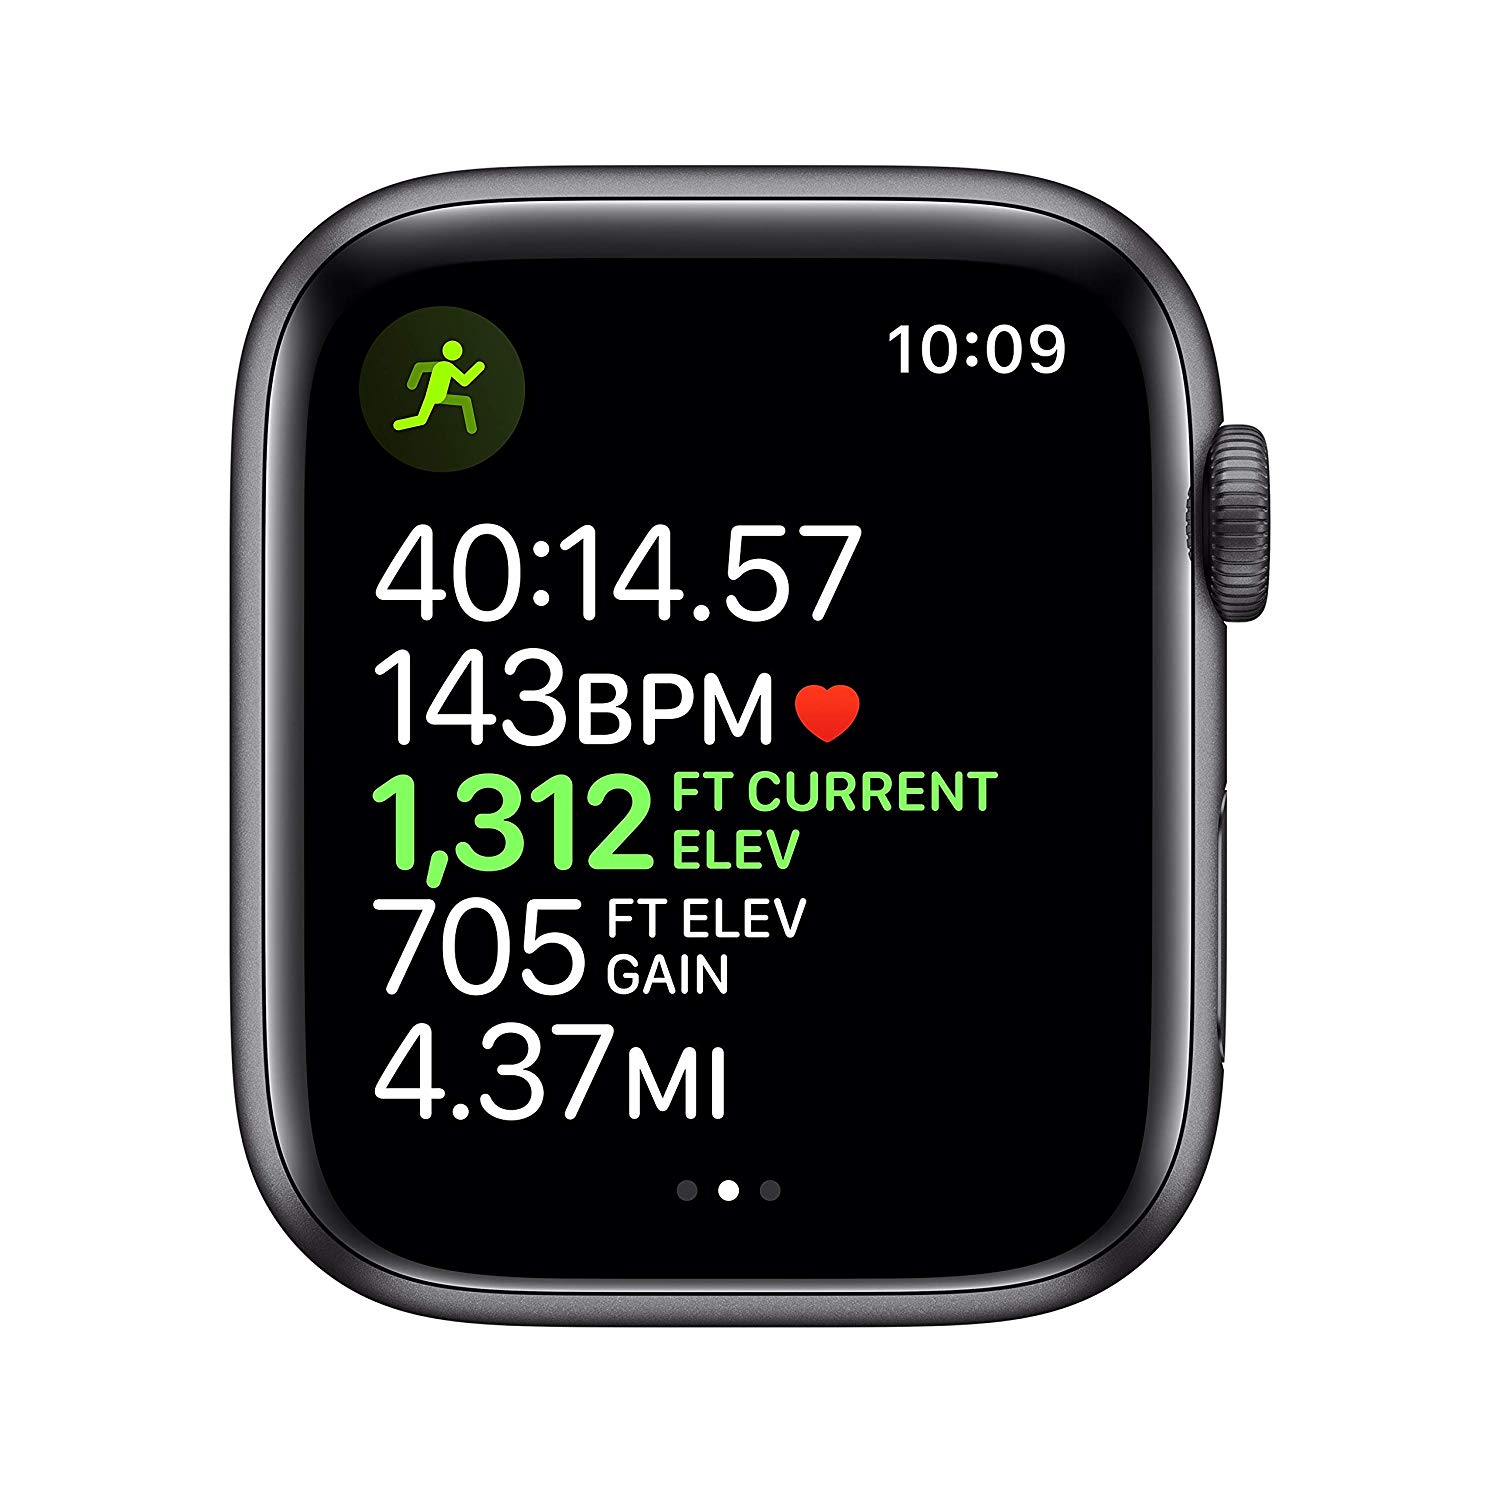 10:09
40:14.57
143BPM
1,312 FT CURRENT
ELEV
705 FT ELEV
GAIN
4.37MI